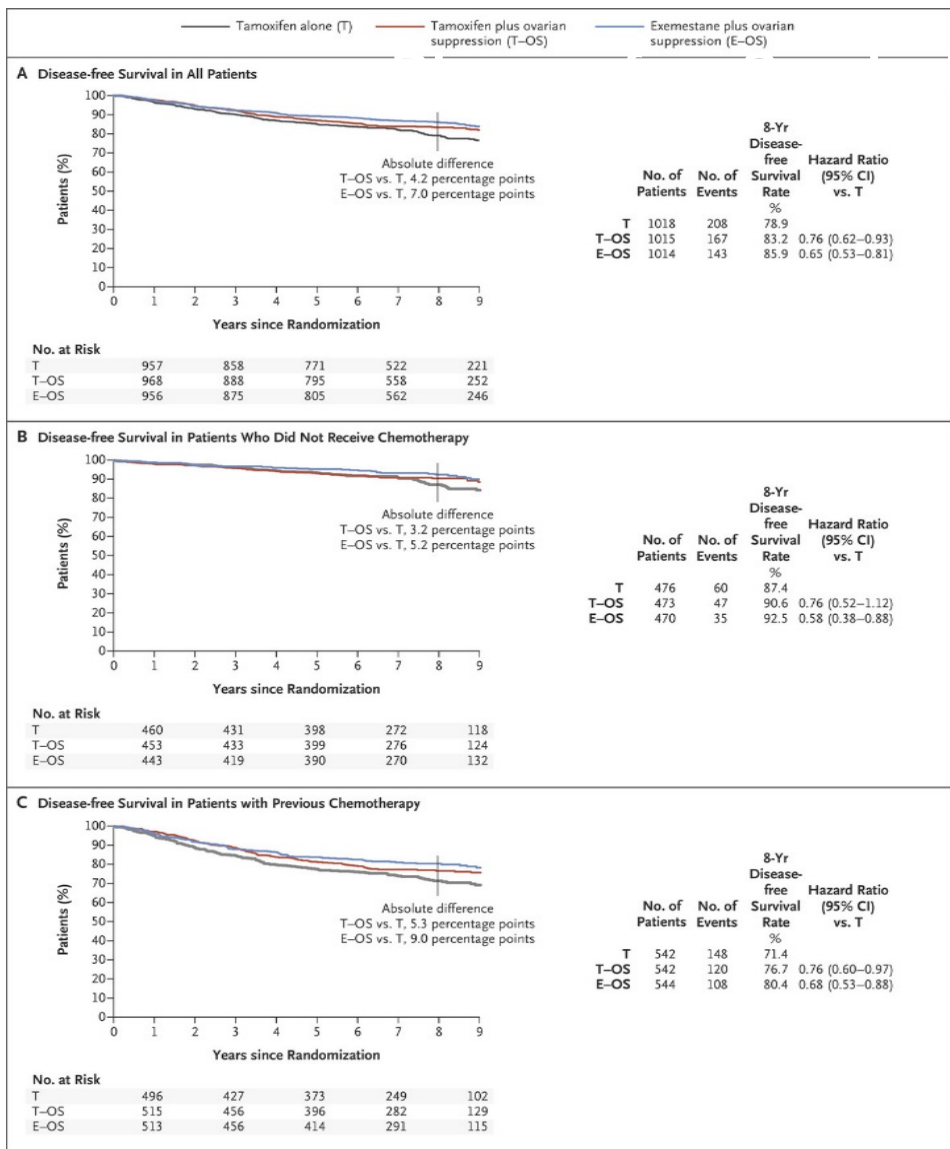 Tamoxifen alone (T) Tamoxifen plus ovarian suppression (T–OS) Exemestane plus ovarian suppression (E–OS)
A Disease-free Survival in All Patients
100
90
80
70
60
50
40
30
20
10
0
Patients (%)
0 1 2 3 4 5 6 7 8 9
Years since Randomization
Absolute difference
T–OS vs. T, 4.2 percentage points
E–OS vs. T, 7.0 percentage points
No. of Patients No. of Events 8-Yr Disease-free Survival Rate Hazard Ratio (95% CI) vs. T
%
T 1018 208 78.9
T–OS 1015 167 83.2 0.76 (0.62–0.93)
E–OS 1014 143 85.9 0.65 (0.53–0.81)
No. at Risk
T 957 858 771 522 221
T–OS 968 888 795 558 252
E–OS 956 875 805 562 246
B Disease-free Survival in Patients Who Did Not Receive Chemotherapy
100
90
80
70
60
50
40
30
20
10
0
Patients (%)
0 1 2 3 4 5 6 7 8 9
Years since Randomization
Absolute difference
T–OS vs. T, 3.2 percentage points
E–OS vs. T, 5.2 percentage points
No. of Patients No. of Events 8-Yr Disease-free Survival Rate Hazard Ratio (95% CI) vs. T
%
T 476 60 87.4
T–OS 473 47 90.6 0.76 (0.52–1.12)
E–OS 470 35 92.5 0.58 (0.38–0.88)
No. at Risk
T 460 431 398 272 118
T–OS 453 433 399 276 124
E–OS 443 419 390 270 132
C Disease-free Survival in Patients with Previous Chemotherapy
100
90
80
70
60
50
40
30
20
10
0
Patients (%)
0 1 2 3 4 5 6 7 8 9
Years since Randomization
Absolute difference
T–OS vs. T, 5.3 percentage points
E–OS vs. T, 9.0 percentage points
No. of Patients No. of Events 8-Yr Disease-free Survival Rate Hazard Ratio (95% CI) vs. T
%
T 542 148 71.4
T–OS 542 120 76.7 0.76 (0.60–0.97)
E–OS 544 108 80.4 0.68 (0.53–0.88)
No. at Risk
T 496 427 373 249 102
T–OS 515 456 396 282 129
E–OS 513 456 414 291 115